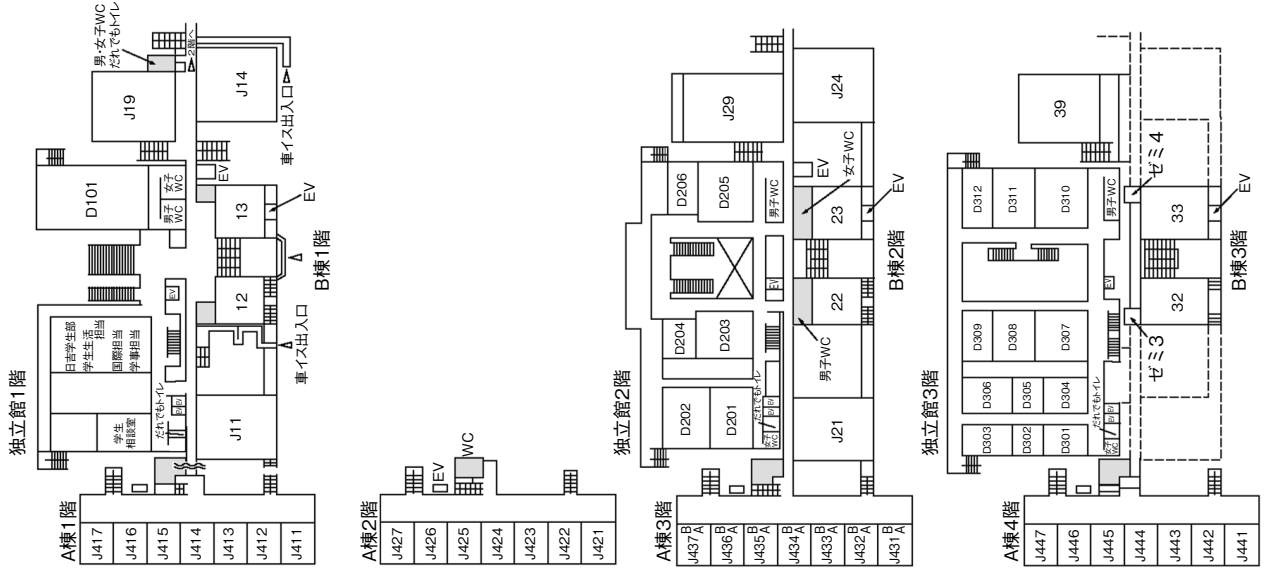 独立館1階
日吉学生部
学生生活
担当
国際担当
学事担当
学生
相談室
だれでもトイレ
EV
EV
EV
D101
男子
WC
女子
WC
J19
男・女子WC
だれでもトイレ
2階へ
J14
車イス出入口
EV
13
EV
12
車イス出入口
J11
B棟1階
A棟1階
J417
J416
J415
J414
J413
J412
J411
A棟2階
EV
WC
J427
J426
J425
J424
J423
J422
J421
独立館2階
D202
D201
D204
D203
D206
D205
だれでもトイレ
女子
WC
EV
EV
EV
男子WC
J29
J24
EV
女子WC
23
EV
22
男子WC
J21
B棟2階
A棟3階
J437 B A
J436 B A
J435 B A
J434 B A
J433 B A
J432 B A
J431 B A
独立館3階
D303
D302
D301
D306
D305
D304
D309
D308
D307
D312
D311
D310
だれでもトイレ
女子
WC
EV
EV
EV
男子WC
39
ゼミ4
33
EV
32
ゼミ3
B棟3階
A棟4階
J447
J446
J445
J444
J443
J442
J441